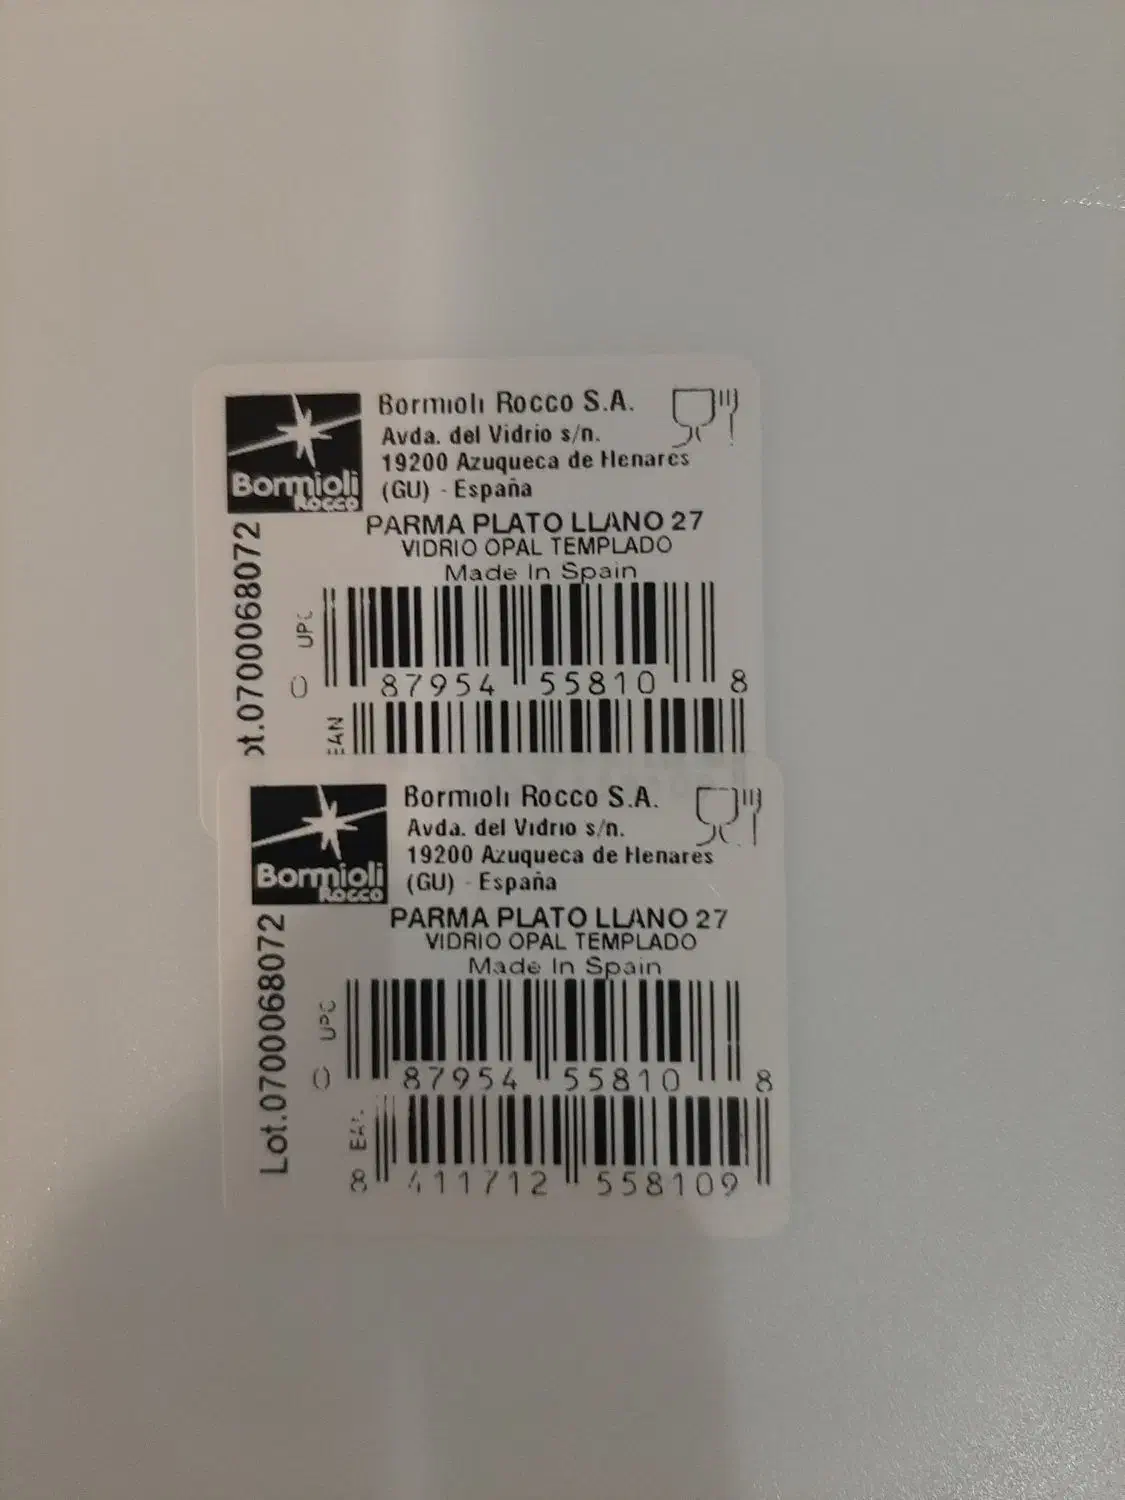 Bormioli
Rocco
Bormioli Rocco S.A.
Avda. del Vidrio s/n.
19200 Azuqueca de Henares
(GU) - España
PARMA PLATO LLANO 27
VIDRIO OPAL TEMPLADO
Made In Spain
ot.0700068072
UPC
0 87954 55810 8
EAN
Bormioli
Rocco
Bormioli Rocco S.A.
Avda. del Vidrio s/n.
19200 Azuqueca de Henares
(GU) - España
PARMA PLATO LLANO 27
VIDRIO OPAL TEMPLADO
Made In Spain
Lot.0700068072
UPC
0 87954 55810 8
EAN
8 411712 558109